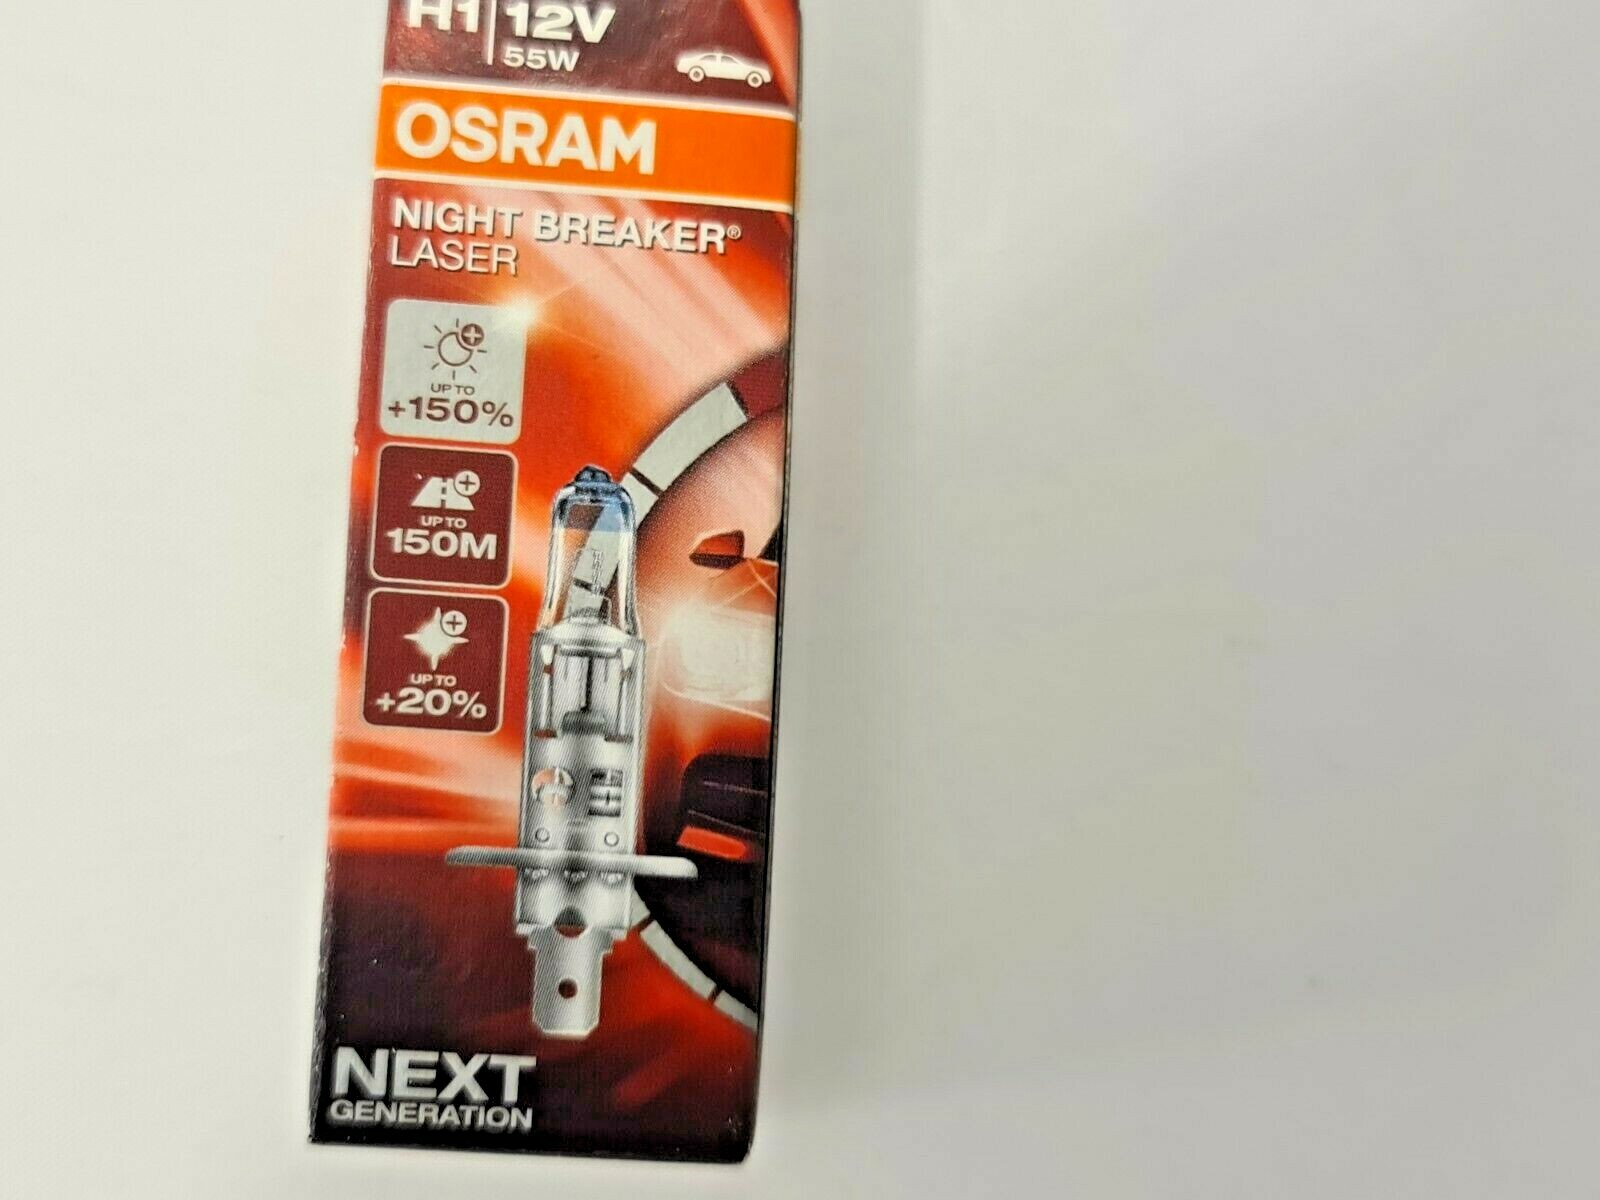 H1 12V
55W
OSRAM
NIGHT BREAKER®
LASER
UP TO
+150%
UP TO
150M
UP TO
+20%
NEXT
GENERATION